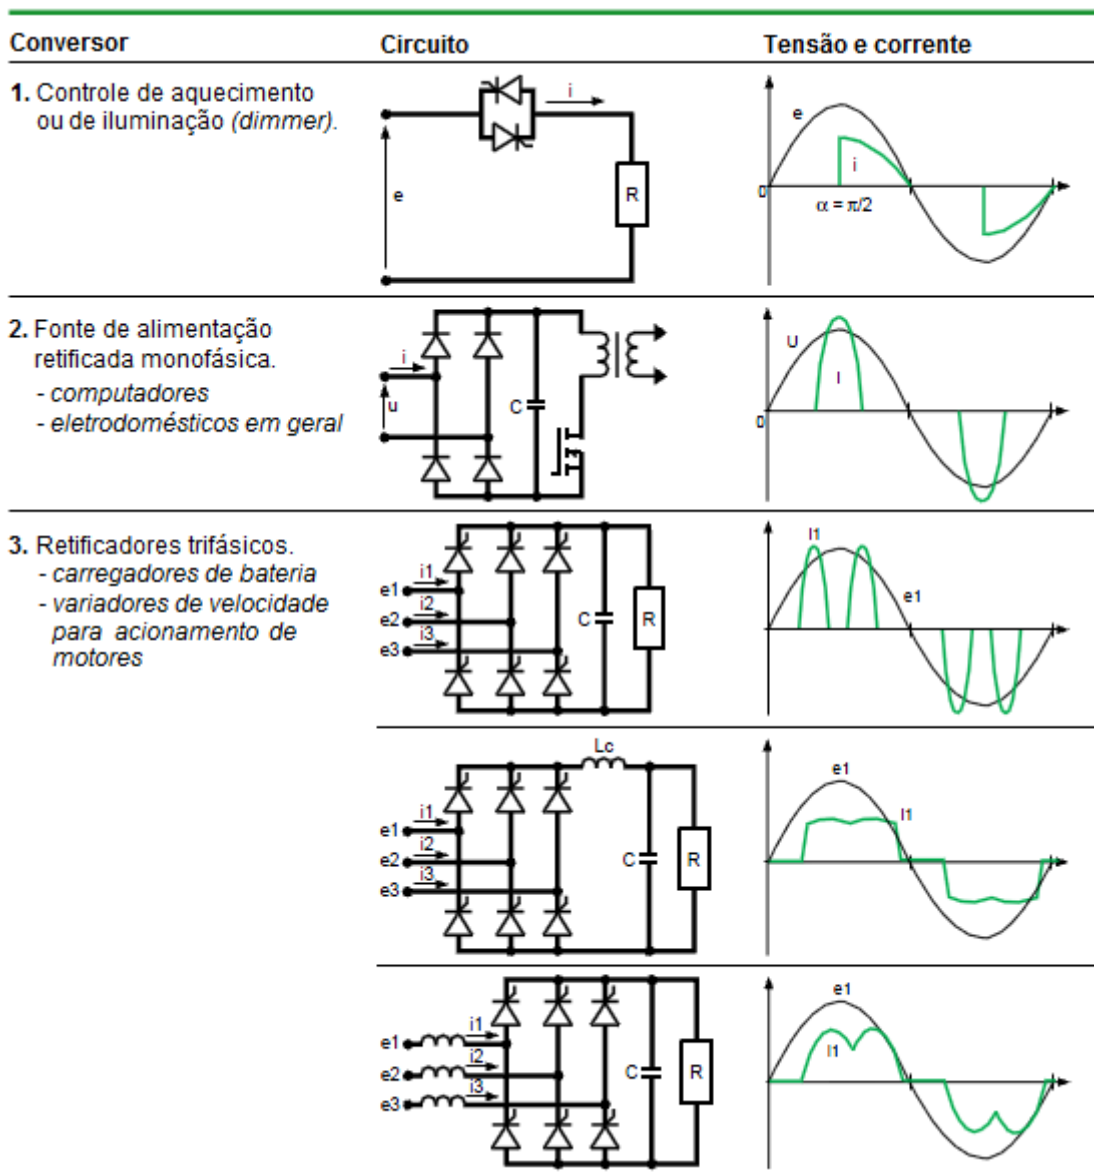 Conversor Circuito Tensão e corrente
1. Controle de aquecimento
ou de iluminação (dimmer).
i
e
R
e
i
0
α = π/2
2. Fonte de alimentação
retificada monofásica.
- computadores
- eletrodomésticos em geral
i
u
C
U
I
0
3. Retificadores trifásicos.
- carregadores de bateria
- variadores de velocidade
para acionamento de
motores
i1
e1
i2
e2
i3
e3
C
R
I1
e1
Lc
i1
e1
i2
e2
i3
e3
C
R
e1
I1
i1
e1
i2
e2
i3
e3
C
R
e1
I1